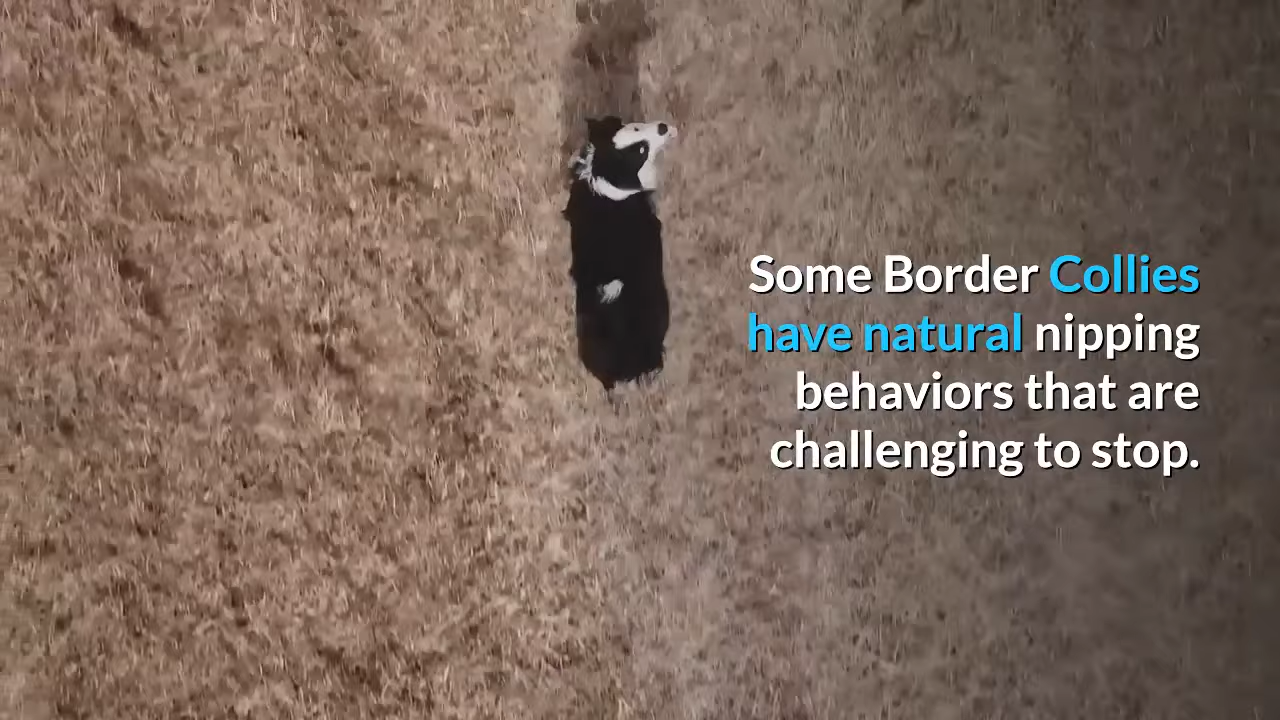 Some Border Collies
have natural nipping
behaviors that are
challenging to stop.